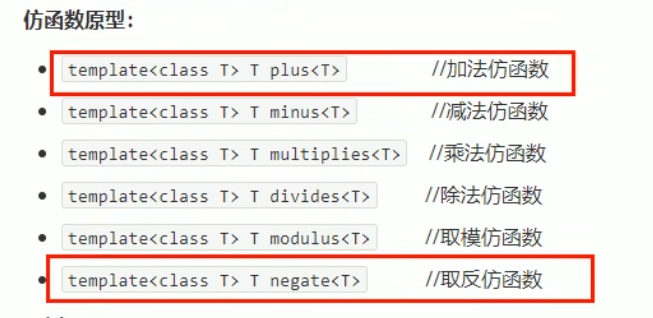 仿函数原型：
template<class T> T plus<T> //加法仿函数
template<class T> T minus<T> //减法仿函数
template<class T> T multiplies<T> //乘法仿函数
template<class T> T divides<T> //除法仿函数
template<class T> T modulus<T> //取模仿函数
template<class T> T negate<T> //取反仿函数